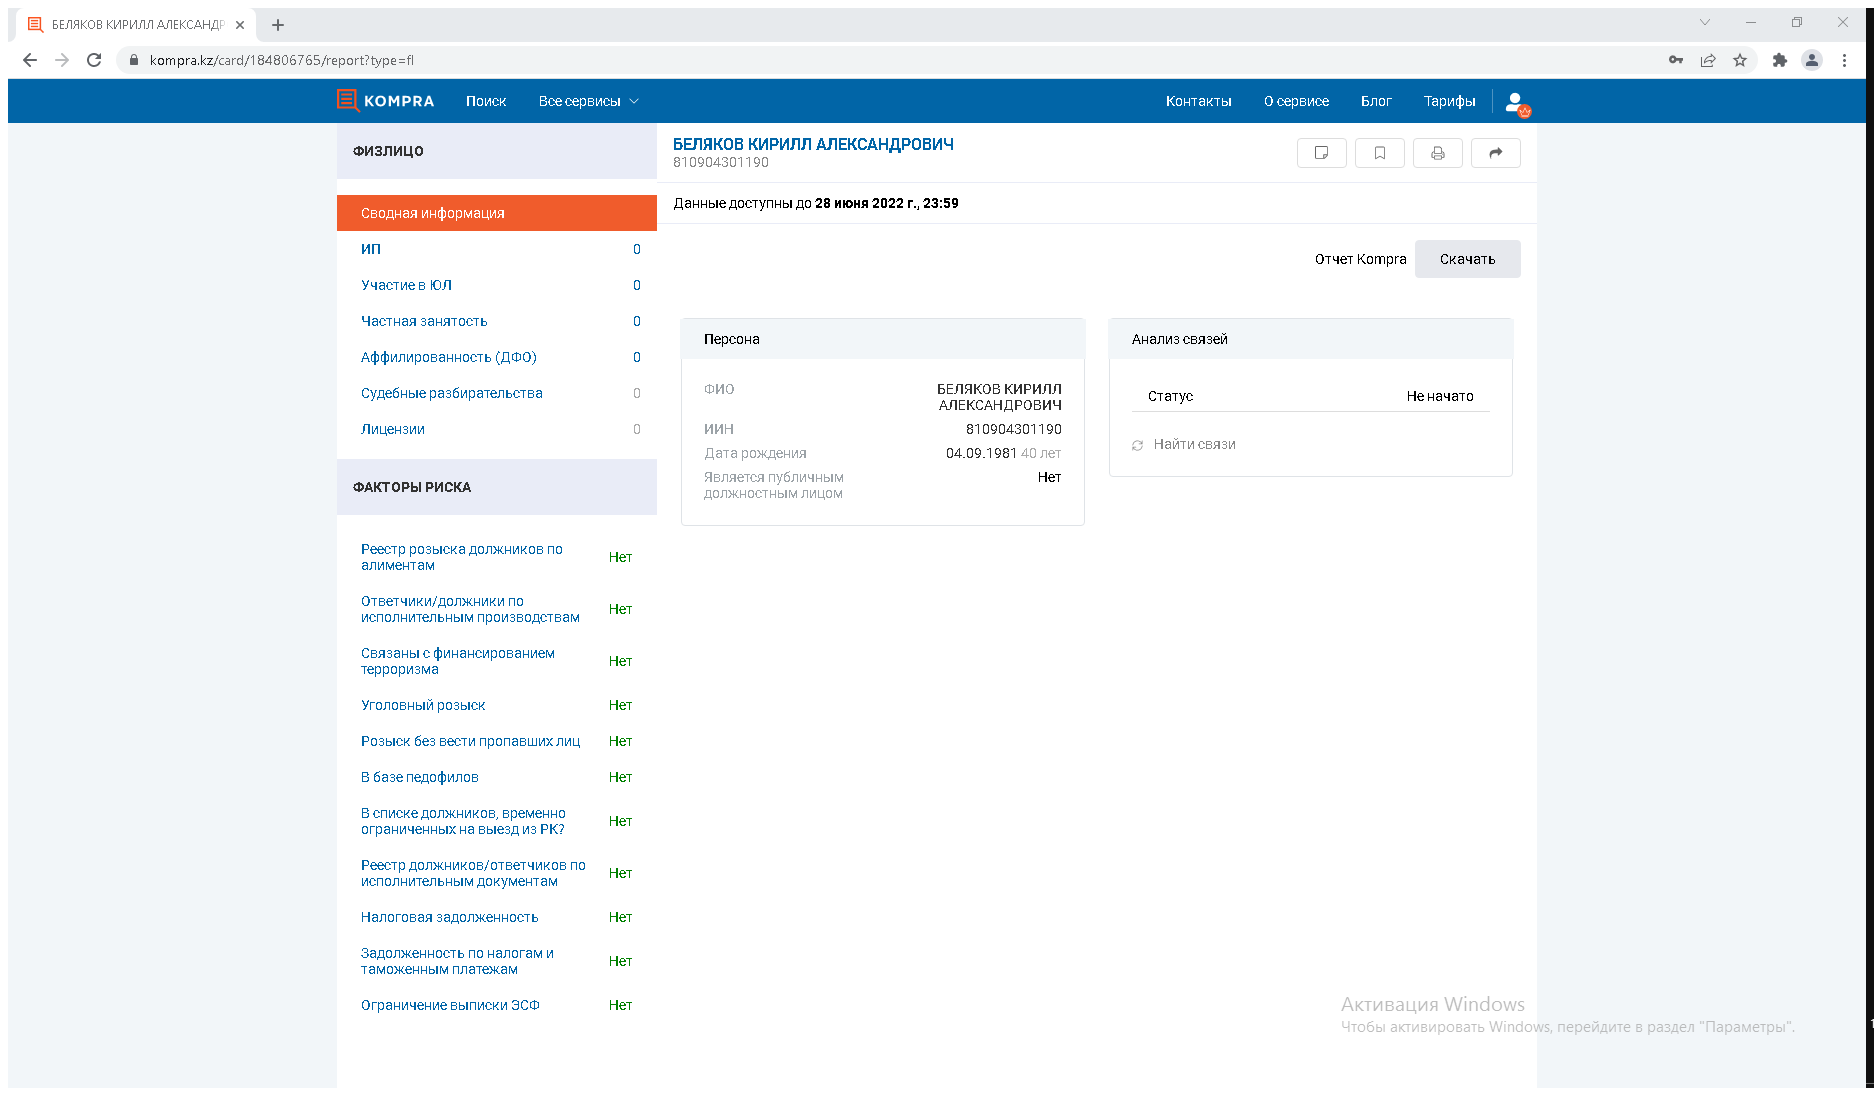 БЕЛЯКОВ КИРИЛЛ АЛЕКСАНДР
kompra.kz/card/184806765/report?type=fl
KOMPRA
Поиск
Все сервисы
Контакты
О сервисе
Блог
Тарифы
ФИЗЛИЦО
Сводная информация
ИП 0
Участие в ЮЛ 0
Частная занятость 0
Аффилированность (ДФО) 0
Судебные разбирательства 0
Лицензии 0
ФАКТОРЫ РИСКА
Реестр розыска должников по
алиментам
Нет
Ответчики/должники по
исполнительным производствам
Нет
Связаны с финансированием
терроризма
Нет
Уголовный розыск Нет
Розыск без вести пропавших лиц Нет
В базе педофилов Нет
В списке должников, временно
ограниченных на выезд из РК?
Нет
Реестр должников/ответчиков по
исполнительным документам
Нет
Налоговая задолженность Нет
Задолженность по налогам и
таможенным платежам
Нет
Ограничение выписки ЭСФ Нет
БЕЛЯКОВ КИРИЛЛ АЛЕКСАНДРОВИЧ
810904301190
Данные доступны до 28 июня 2022 г., 23:59
Отчет Kompra Скачать
Персона
ФИО БЕЛЯКОВ КИРИЛЛ
АЛЕКСАНДРОВИЧ
ИИН 810904301190
Дата рождения 04.09.1981 40 лет
Является публичным
должностным лицом
Нет
Анализ связей
Статус Не начато
Найти связи
Активация Windows
Чтобы активировать Windows, перейдите в раздел "Параметры".